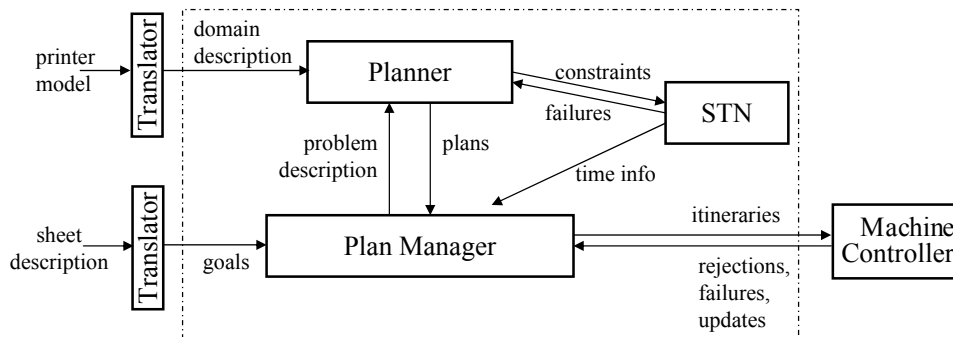 printer
model
Translator
domain
description
Planner
constraints
failures
STN
problem
description
plans
time info
sheet
description
Translator
goals
Plan Manager
itineraries
rejections,
failures,
updates
Machine
Controller